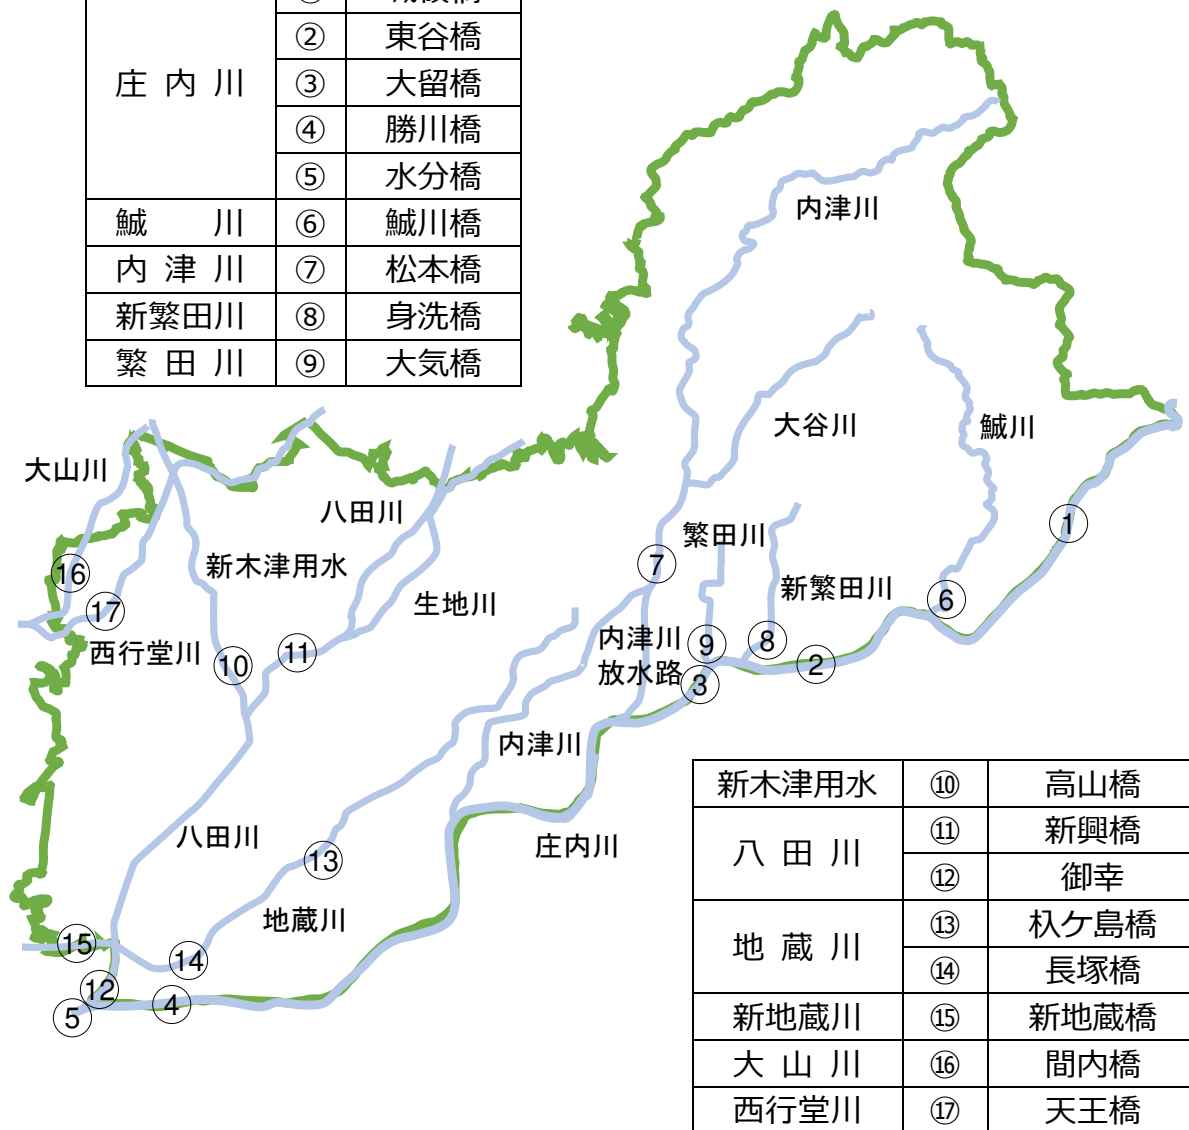 庄内川
② 東谷橋
③ 大留橋
④ 勝川橋
⑤ 水分橋
鯎川 ⑥ 鯎川橋
内津川 ⑦ 松本橋
新繁田川 ⑧ 身洗橋
繁田川 ⑨ 大気橋
内津川
大谷川
鯎川
大山川
八田川
繁田川
1
新木津用水
7
16
新繁田川
生地川
6
17
内津川
放水路
9
8
西行堂川
11
10
2
3
内津川
八田川
庄内川
13
地蔵川
15
14
12
4
5
新木津用水 ⑩ 高山橋
八田川 ⑪ 新興橋
⑫ 御幸
地蔵川 ⑬ 杁ケ島橋
⑭ 長塚橋
新地蔵川 ⑮ 新地蔵橋
大山川 ⑯ 間内橋
西行堂川 ⑰ 天王橋